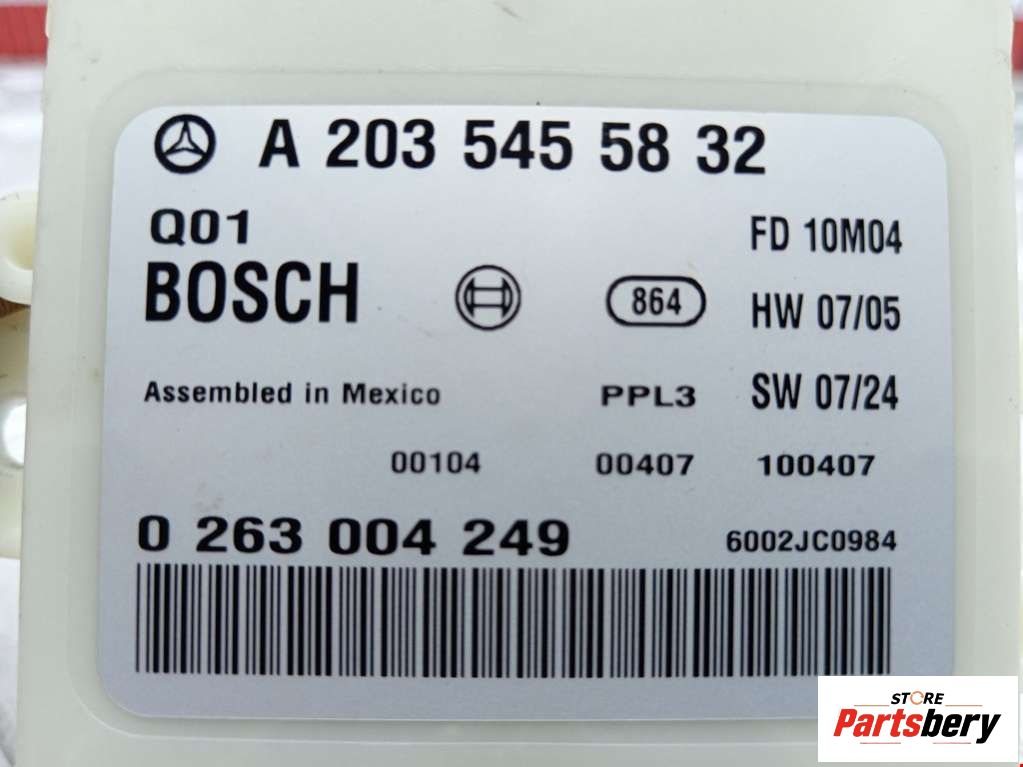 A 203 545 58 32
Q01
FD 10M04
BOSCH
864
HW 07/05
Assembled in Mexico
PPL3
SW 07/24
00104
00407
100407
0 263 004 249
6002JC0984
STORE
Partsbery